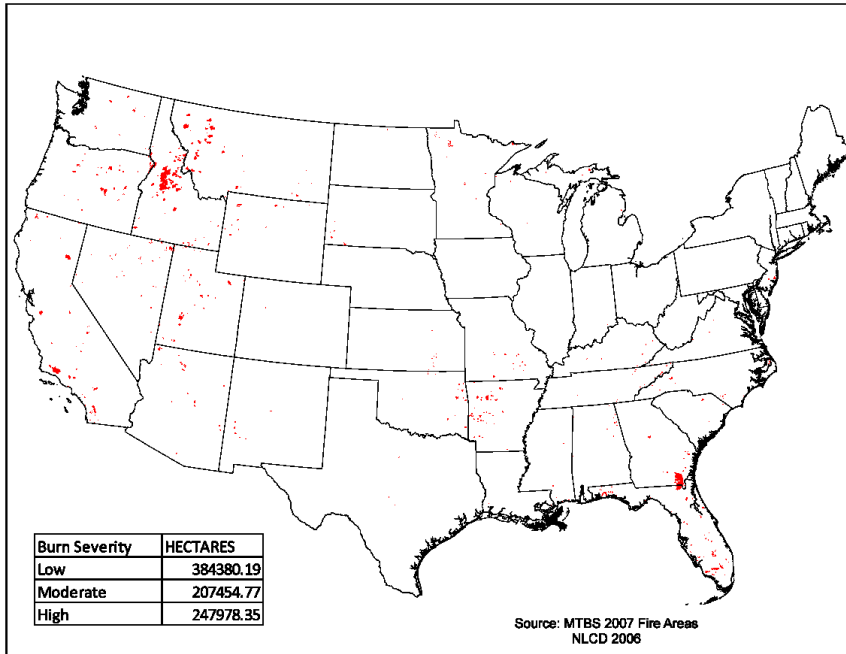 Burn Severity HECTARES
Low 384380.19
Moderate 207454.77
High 247978.35
Source: MTBS 2007 Fire Areas
NLCD 2006